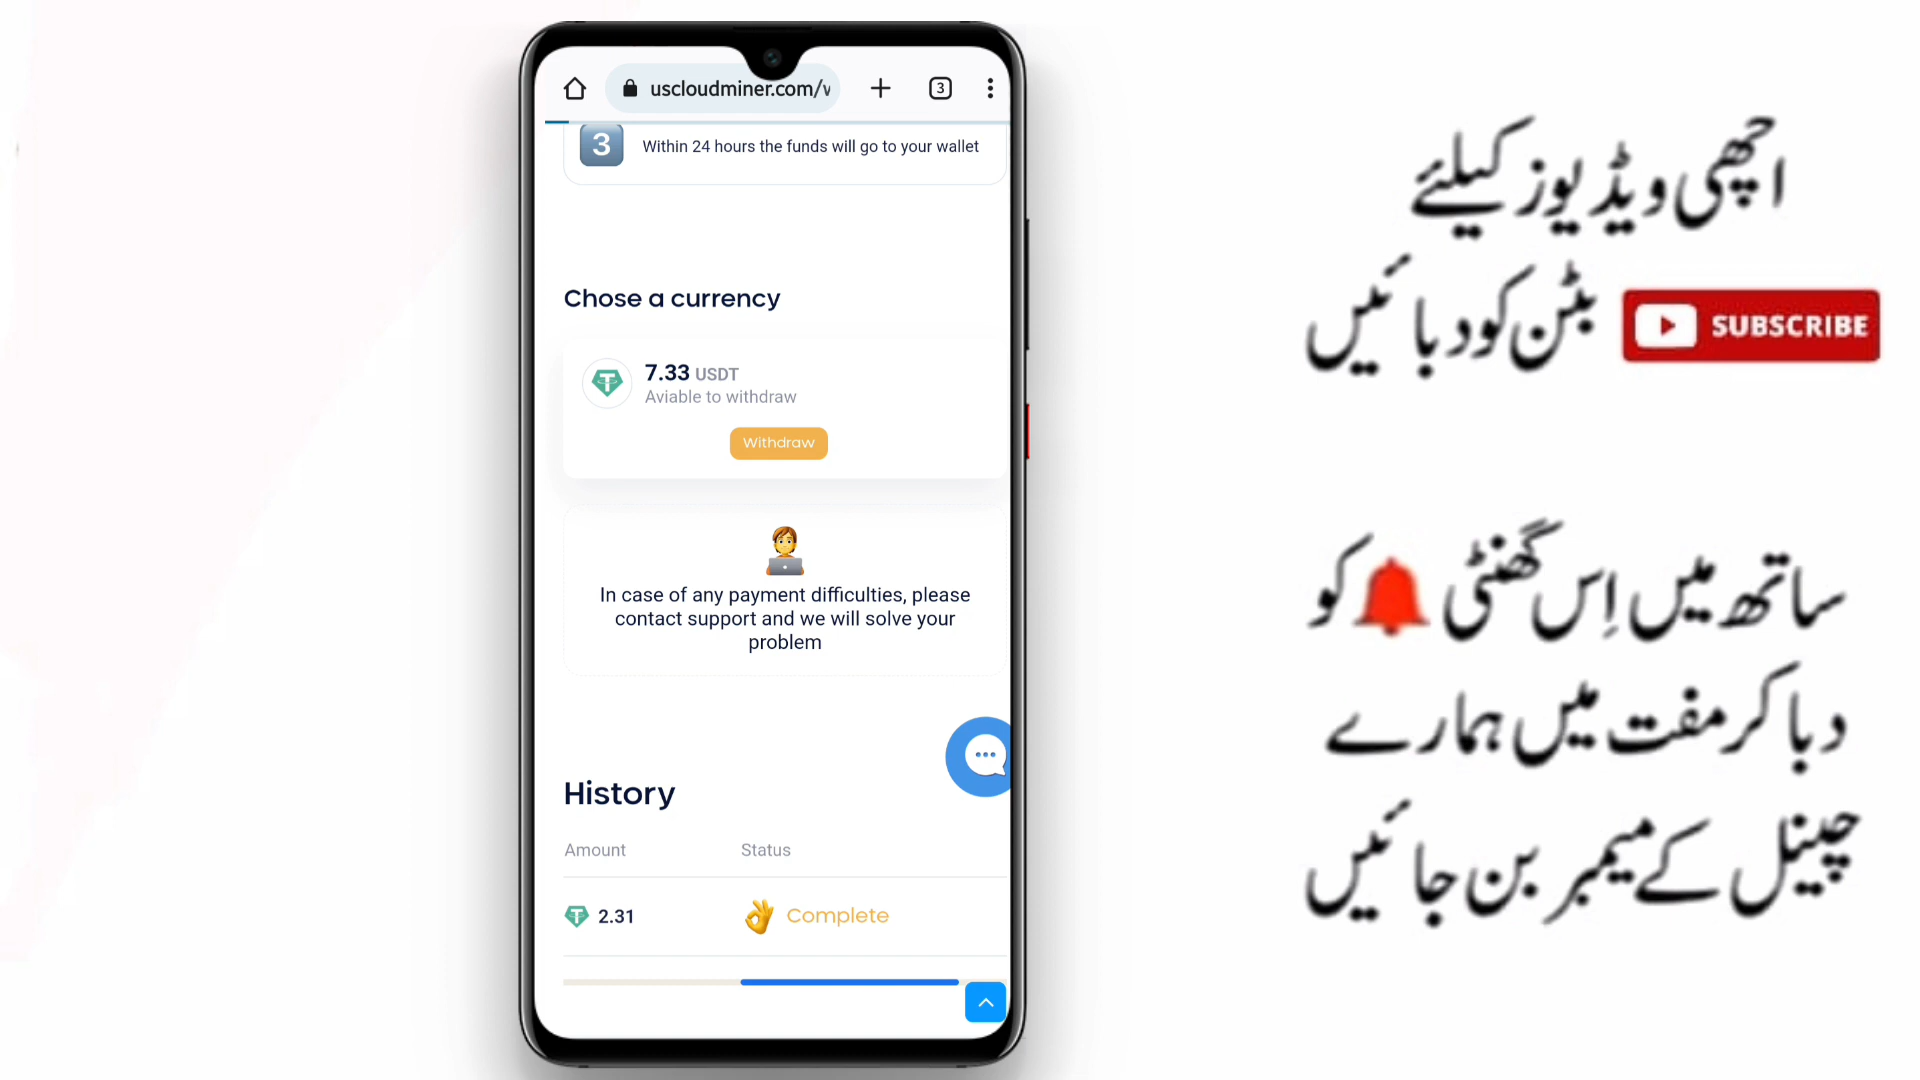 uscloudminer.com/v
3
3
Within 24 hours the funds will go to your wallet
Chose a currency
7.33 USDT
Aviable to withdraw
Withdraw
In case of any payment difficulties, please
contact support and we will solve your
problem
History
Amount Status
2.31 Complete
اچھی ویڈیوز کیلئے
بٹن کو دبائیں
SUBSCRIBE
ساتھ میں اِس گھنٹی کو
دبا کر مفت میں ہمارے
چینل کے میمبر بن جائیں